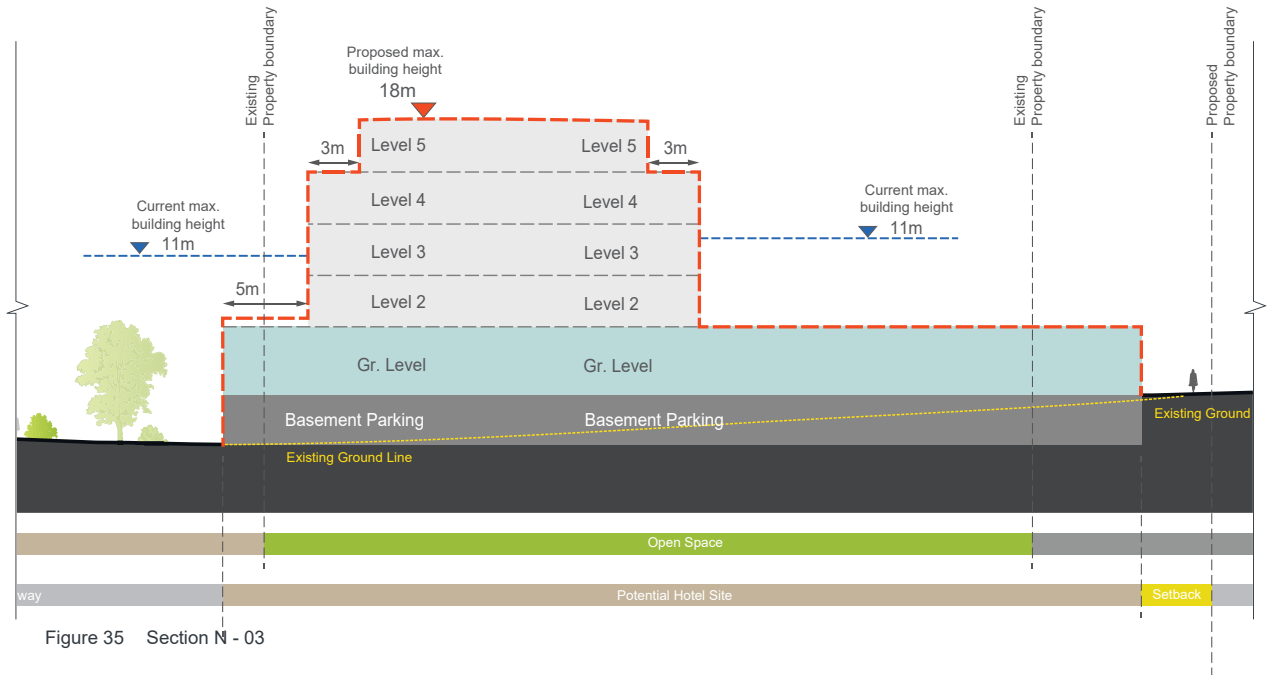 Existing
Property boundary
Existing
Property boundary
Proposed
Property boundary
Proposed max.
building height
18m
3m
Level 5
Level 5
3m
Current max.
building height
11m
Level 4
Level 4
Current max.
building height
11m
Level 3
Level 3
5m
Level 2
Level 2
Gr. Level
Gr. Level
Basement Parking
Basement Parking
Existing Ground
Existing Ground Line
Open Space
way
Potential Hotel Site
Setback
Figure 35 Section N - 03